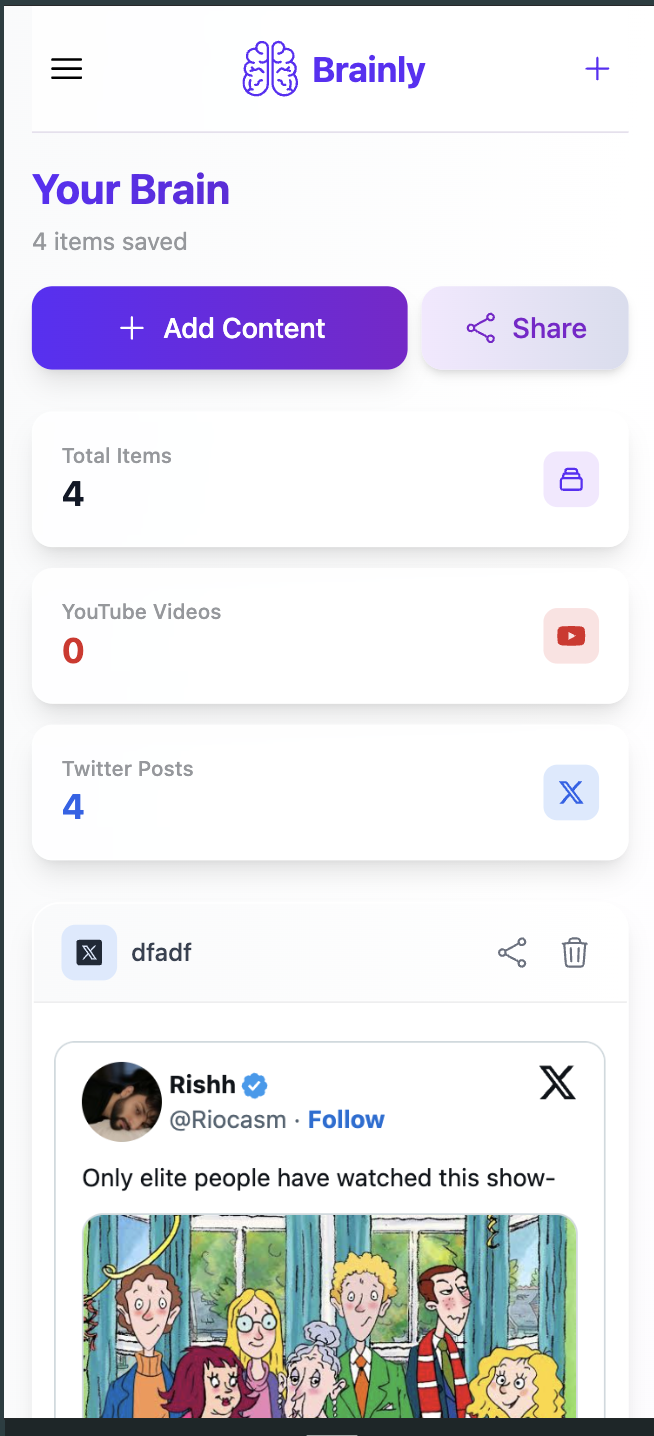 Brainly
Your Brain
4 items saved
Add Content
Share
Total Items
4
YouTube Videos
0
Twitter Posts
4
dfadf
Rishh
@Riocasm · Follow
Only elite people have watched this show-